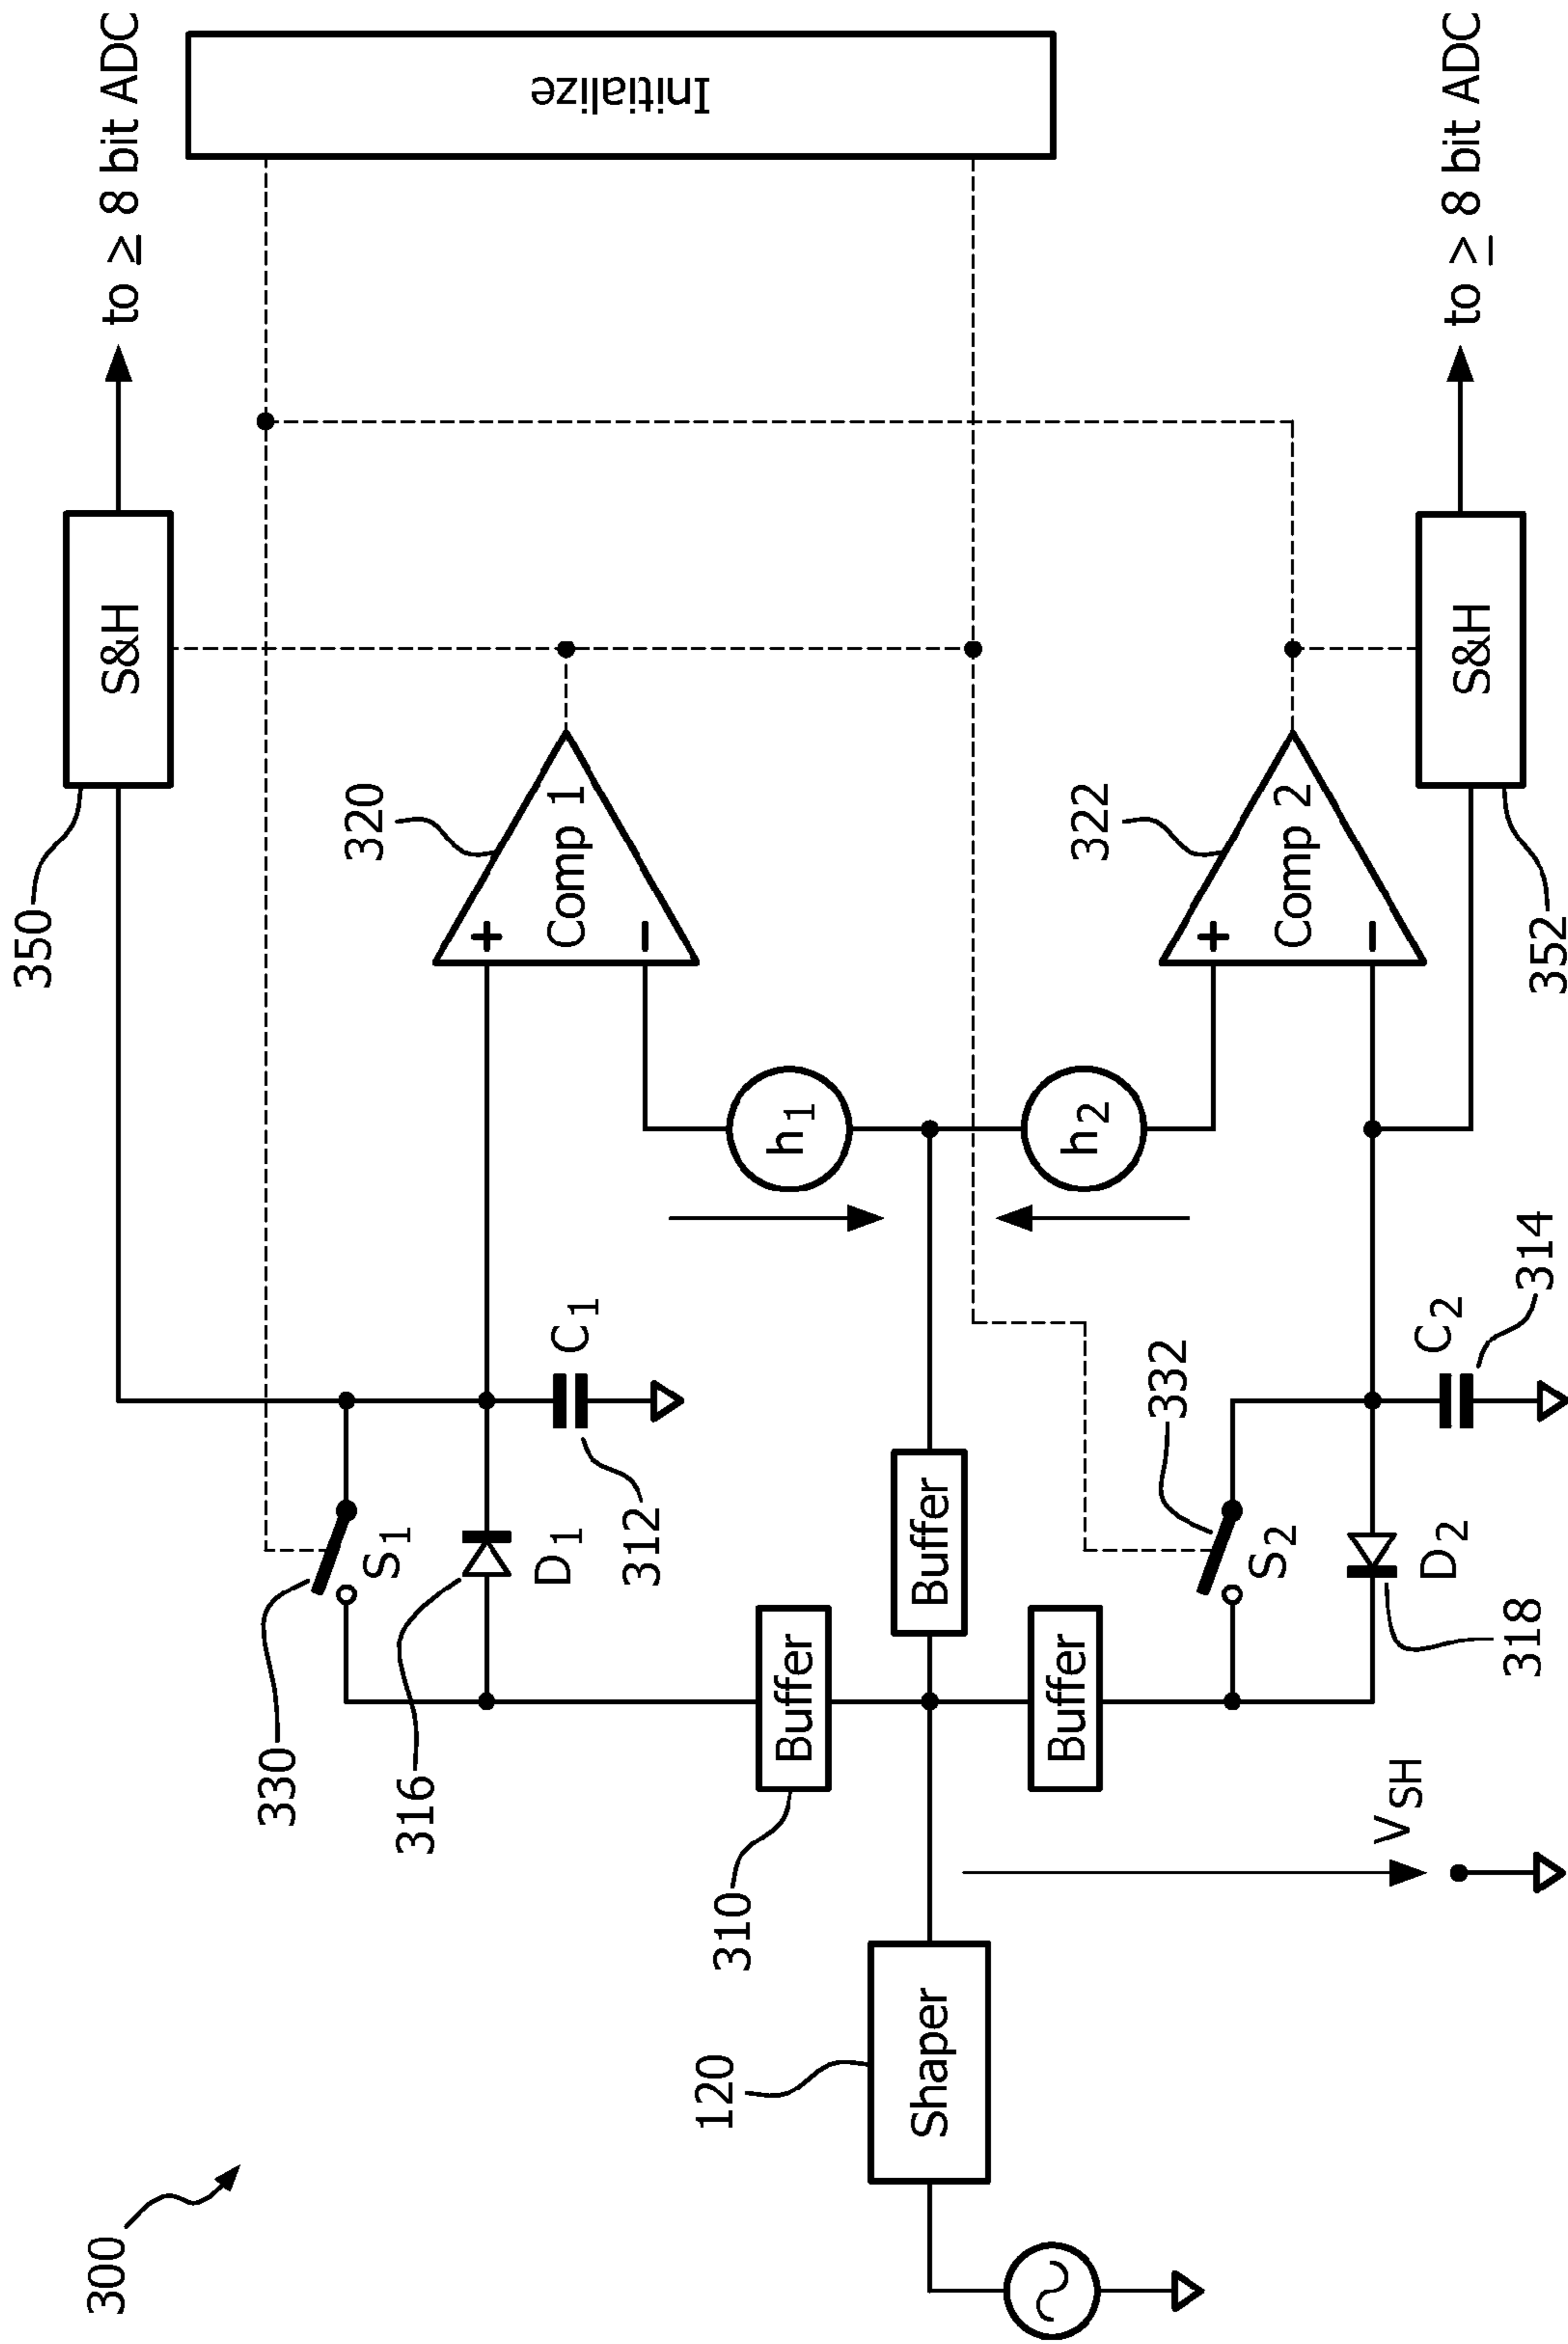 300
350
S&H
to ≥ 8 bit ADC
330
S1
316
D1
312
C1
320
+
Comp 1
−
Initialize
310
Buffer
h1
120
Shaper
Buffer
h2
Buffer
VSH
332
S2
318
D2
314
C2
322
+
Comp 2
−
352
S&H
to ≥ 8 bit ADC